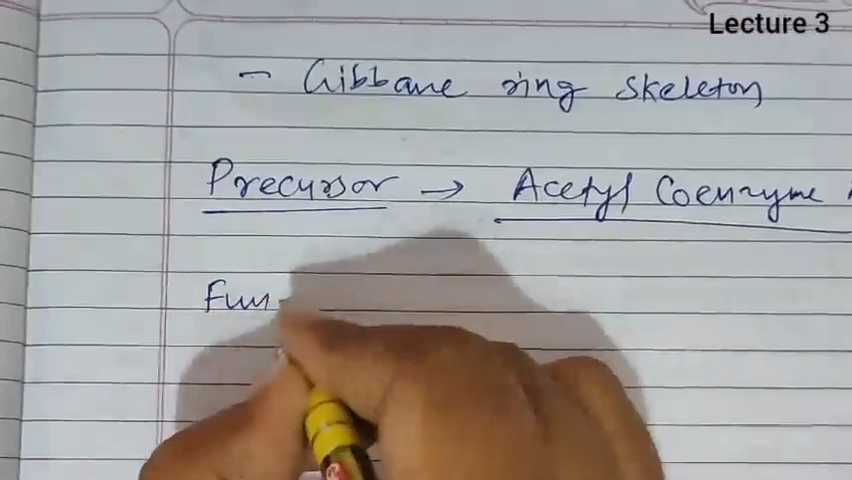 Lecture 3
- Gibbane ring skeleton
Precursor → Acetyl Coenzyme
Fun